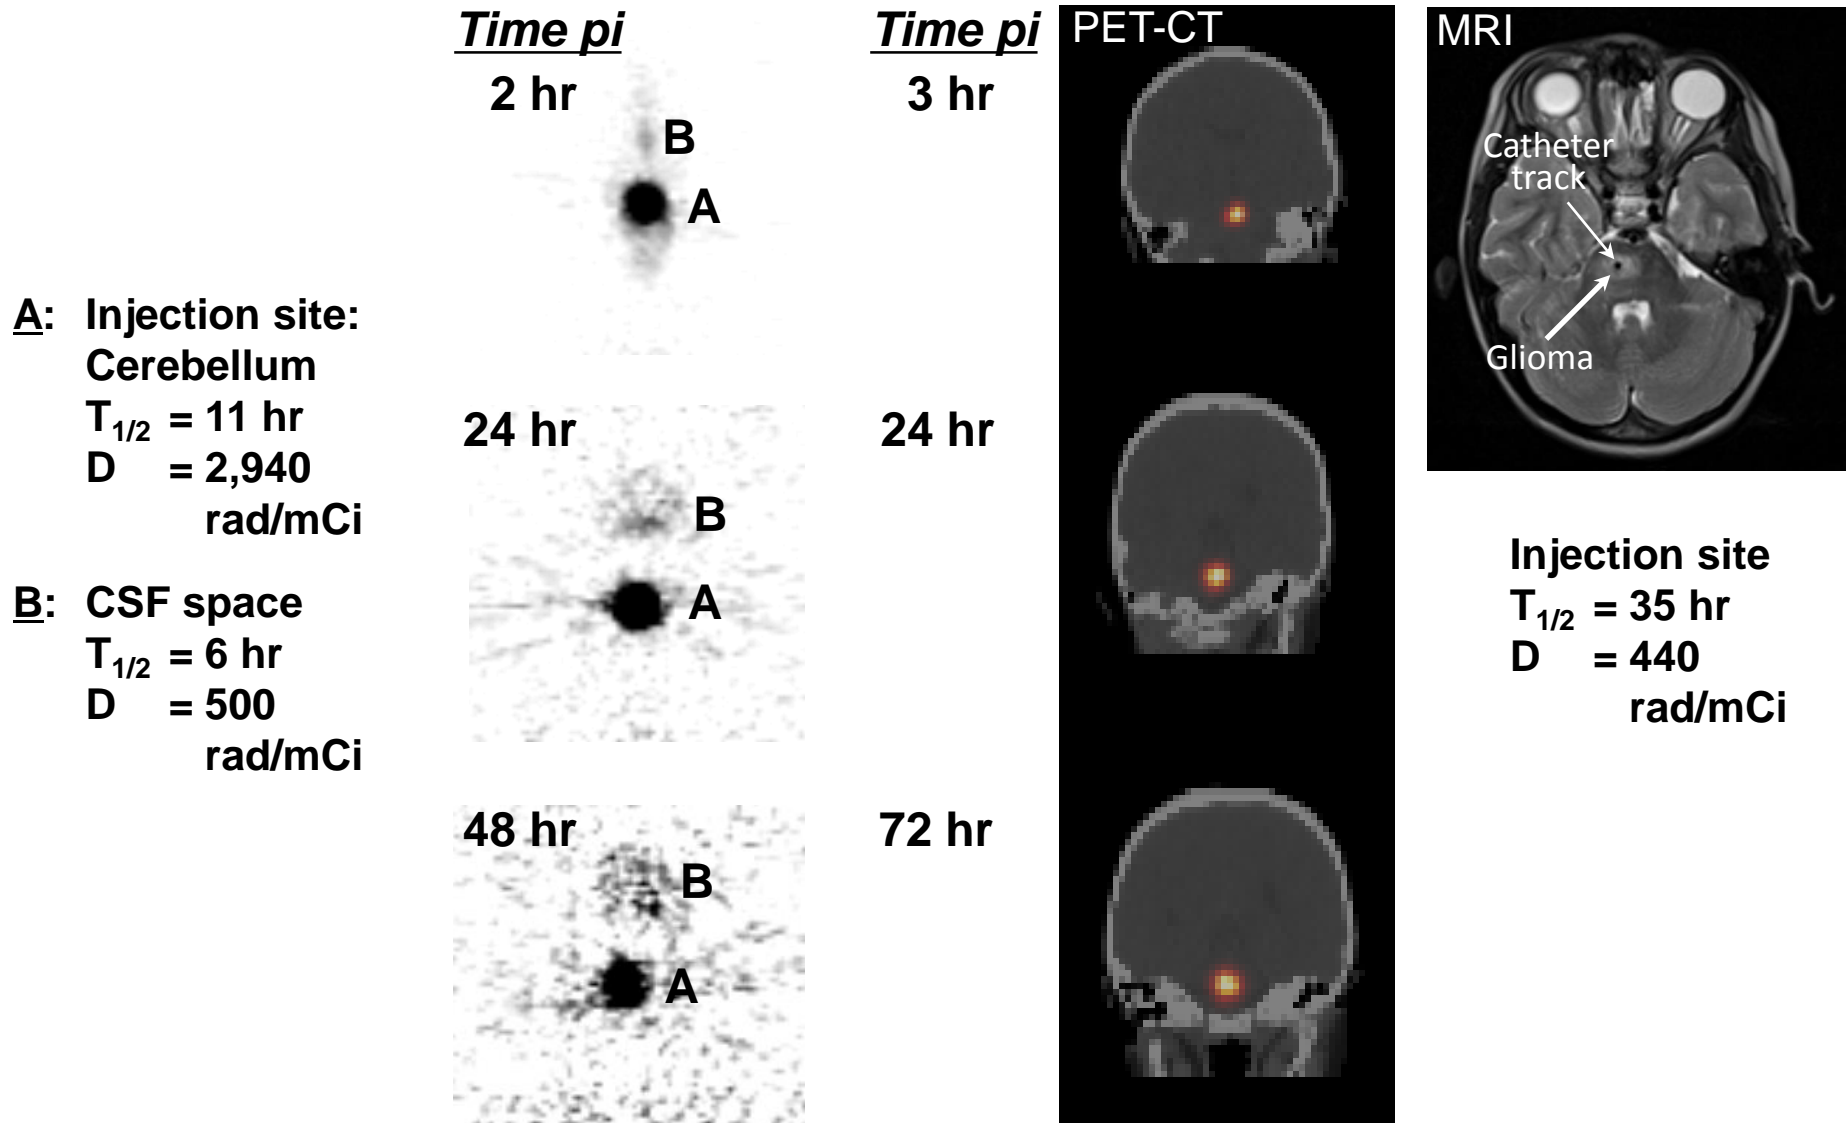 Time pi
2 hr
B
A
24 hr
B
A
48 hr
B
A
A: Injection site:
Cerebellum
T1/2 = 11 hr
D = 2,940
rad/mCi
B: CSF space
T1/2 = 6 hr
D = 500
rad/mCi
Time pi
3 hr
24 hr
72 hr
PET-CT
MRI
Catheter
track
Glioma
Injection site
T1/2 = 35 hr
D = 440
rad/mCi